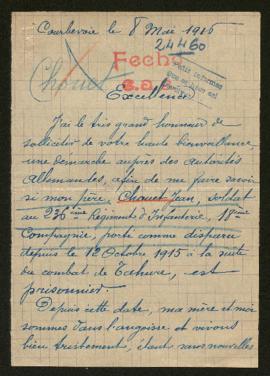 Courbevoie le 8 Mai 1916
24460
Fecht
Chouet
Excellence
J'ai le très grand honneur de
solliciter de votre haute bienveillance,
une démarche auprès des autorités
Allemandes, afin de me faire savoir
si mon père, Chouet Jean, soldat
au 236ème Régiment d'Infanterie, 18ème
Compagnie, porté comme disparu
depuis le 12 Octobre 1915 à la suite
du combat de Tahure, est
prisonnier.
Depuis cette date, ma mère et moi
sommes dans l'angoisse et vivons
bien tristement, étant sans nouvelles